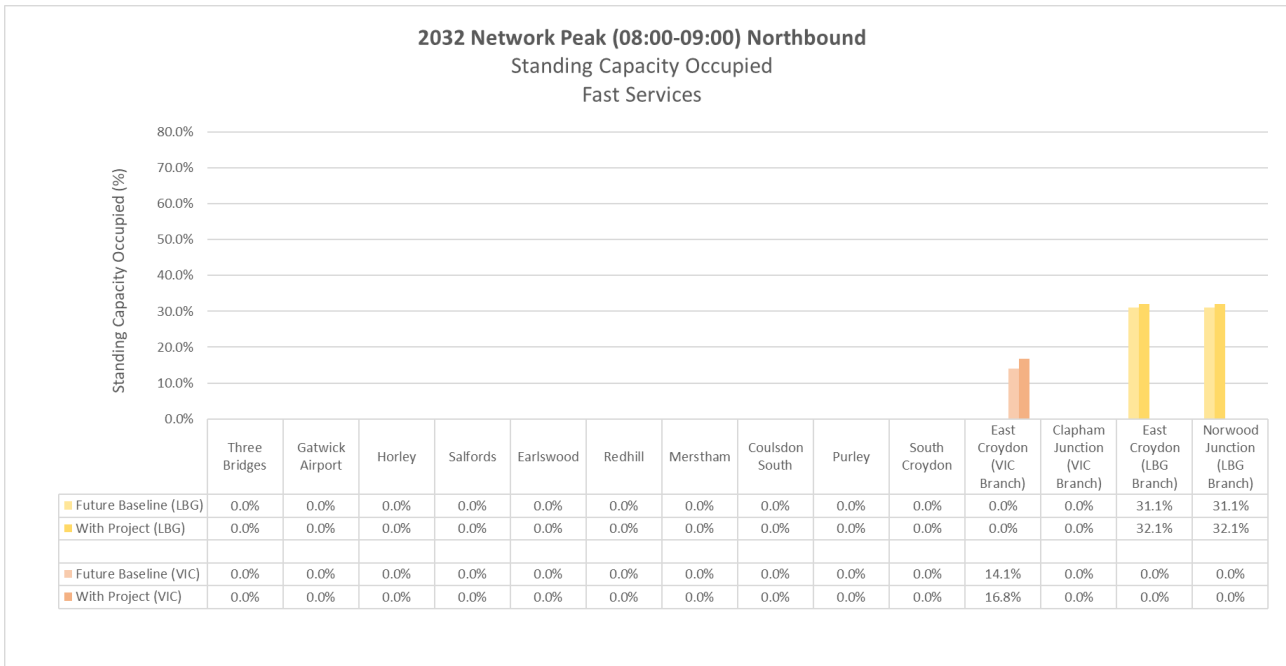 2032 Network Peak (08:00-09:00) Northbound
Standing Capacity Occupied
Fast Services
Standing Capacity Occupied (%)
80.0%
70.0%
60.0%
50.0%
40.0%
30.0%
20.0%
10.0%
0.0%
Three Bridges Gatwick Airport Horley Salfords Earlswood Redhill Merstham Coulsdon South Purley South Croydon East Croydon (VIC Branch) Clapham Junction (VIC Branch) East Croydon (LBG Branch) Norwood Junction (LBG Branch)
Future Baseline (LBG) 0.0% 0.0% 0.0% 0.0% 0.0% 0.0% 0.0% 0.0% 0.0% 0.0% 0.0% 0.0% 31.1% 31.1%
With Project (LBG) 0.0% 0.0% 0.0% 0.0% 0.0% 0.0% 0.0% 0.0% 0.0% 0.0% 0.0% 0.0% 32.1% 32.1%
Future Baseline (VIC) 0.0% 0.0% 0.0% 0.0% 0.0% 0.0% 0.0% 0.0% 0.0% 0.0% 14.1% 0.0% 0.0% 0.0%
With Project (VIC) 0.0% 0.0% 0.0% 0.0% 0.0% 0.0% 0.0% 0.0% 0.0% 0.0% 16.8% 0.0% 0.0% 0.0%